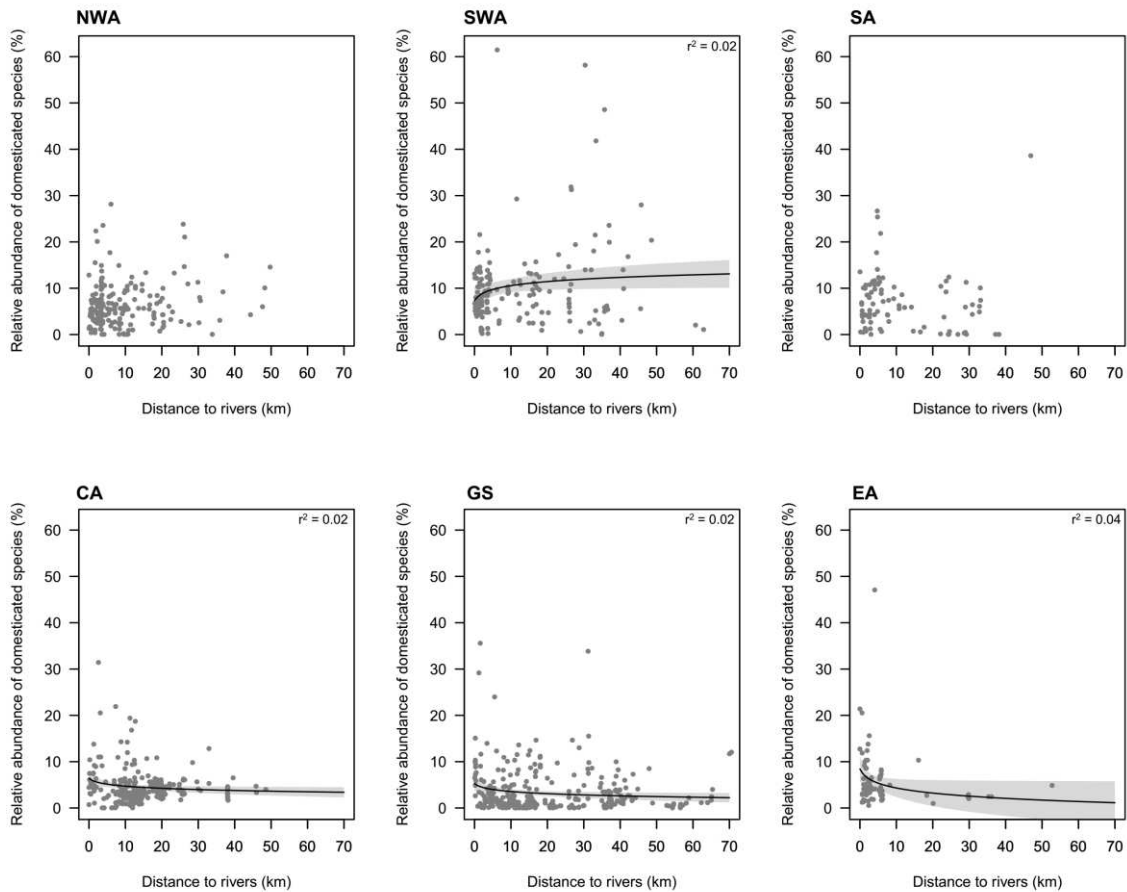 NWA
Relative abundance of domesticated species (%)
60
50
40
30
20
10
0
0 10 20 30 40 50 60 70
Distance to rivers (km)
SWA
r² = 0.02
Relative abundance of domesticated species (%)
60
50
40
30
20
10
0
0 10 20 30 40 50 60 70
Distance to rivers (km)
SA
Relative abundance of domesticated species (%)
60
50
40
30
20
10
0
0 10 20 30 40 50 60 70
Distance to rivers (km)
CA
r² = 0.02
Relative abundance of domesticated species (%)
60
50
40
30
20
10
0
0 10 20 30 40 50 60 70
Distance to rivers (km)
GS
r² = 0.02
Relative abundance of domesticated species (%)
60
50
40
30
20
10
0
0 10 20 30 40 50 60 70
Distance to rivers (km)
EA
r² = 0.04
Relative abundance of domesticated species (%)
60
50
40
30
20
10
0
0 10 20 30 40 50 60 70
Distance to rivers (km)